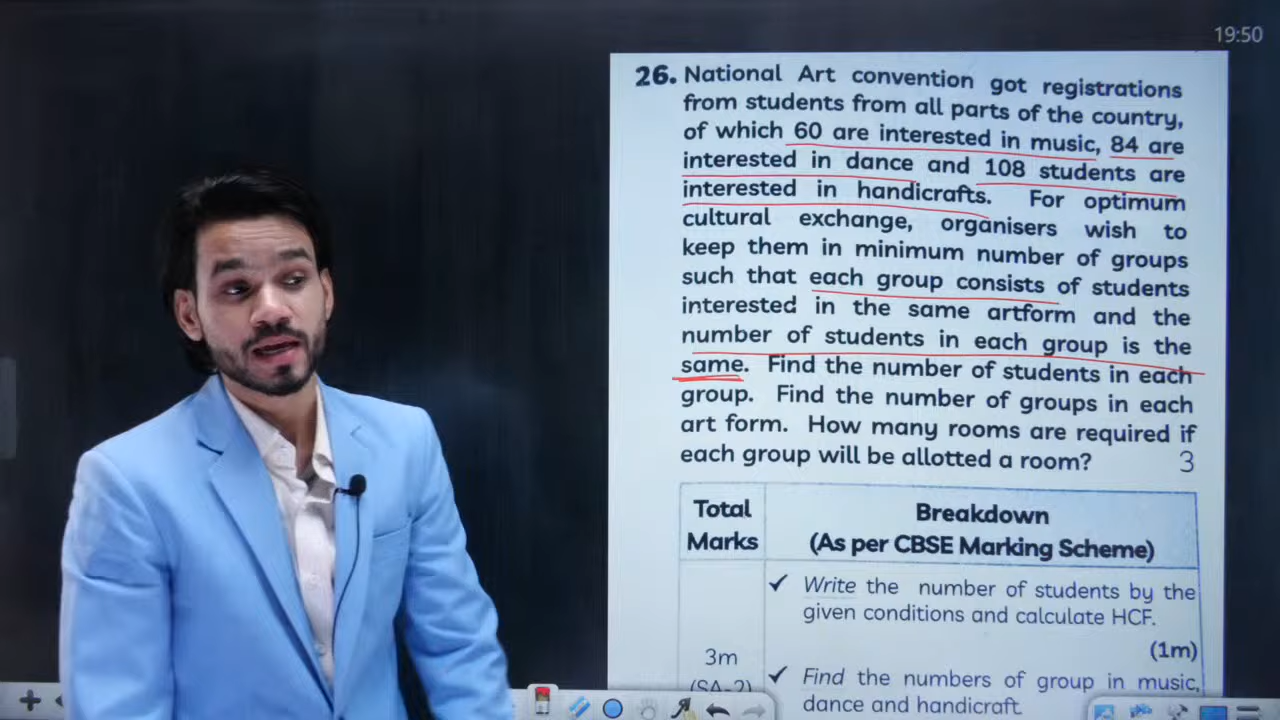 19:50
26. National Art convention got registrations
from students from all parts of the country,
of which 60 are interested in music, 84 are
interested in dance and 108 students are
interested in handicrafts. For optimum
cultural exchange, organisers wish to
keep them in minimum number of groups
such that each group consists of students
interested in the same artform and the
number of students in each group is the
same. Find the number of students in each
group. Find the number of groups in each
art form. How many rooms are required if
each group will be allotted a room? 3
Total
Marks
Breakdown
(As per CBSE Marking Scheme)
✓ Write the number of students by the
given conditions and calculate HCF.
(1m)
3m
(SA-2)
✓ Find the numbers of group in music,
dance and handicraft.